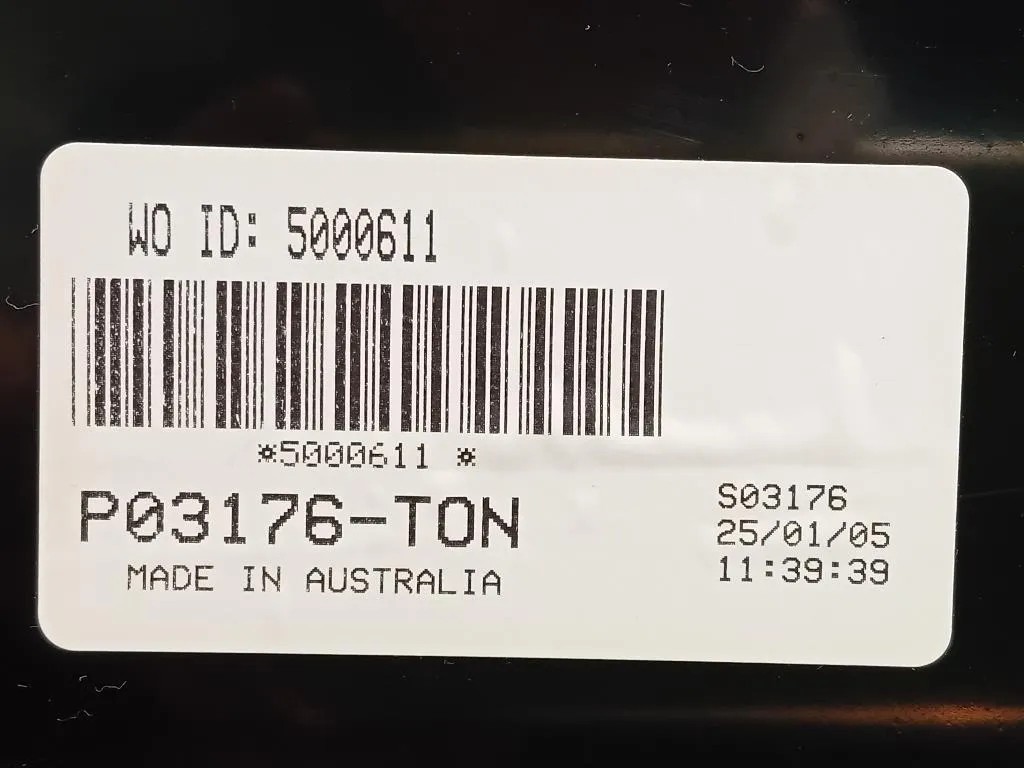 WO ID: 5000611
*5000611 *
P03176-TON
MADE IN AUSTRALIA
S03176
25/01/05
11:39:39